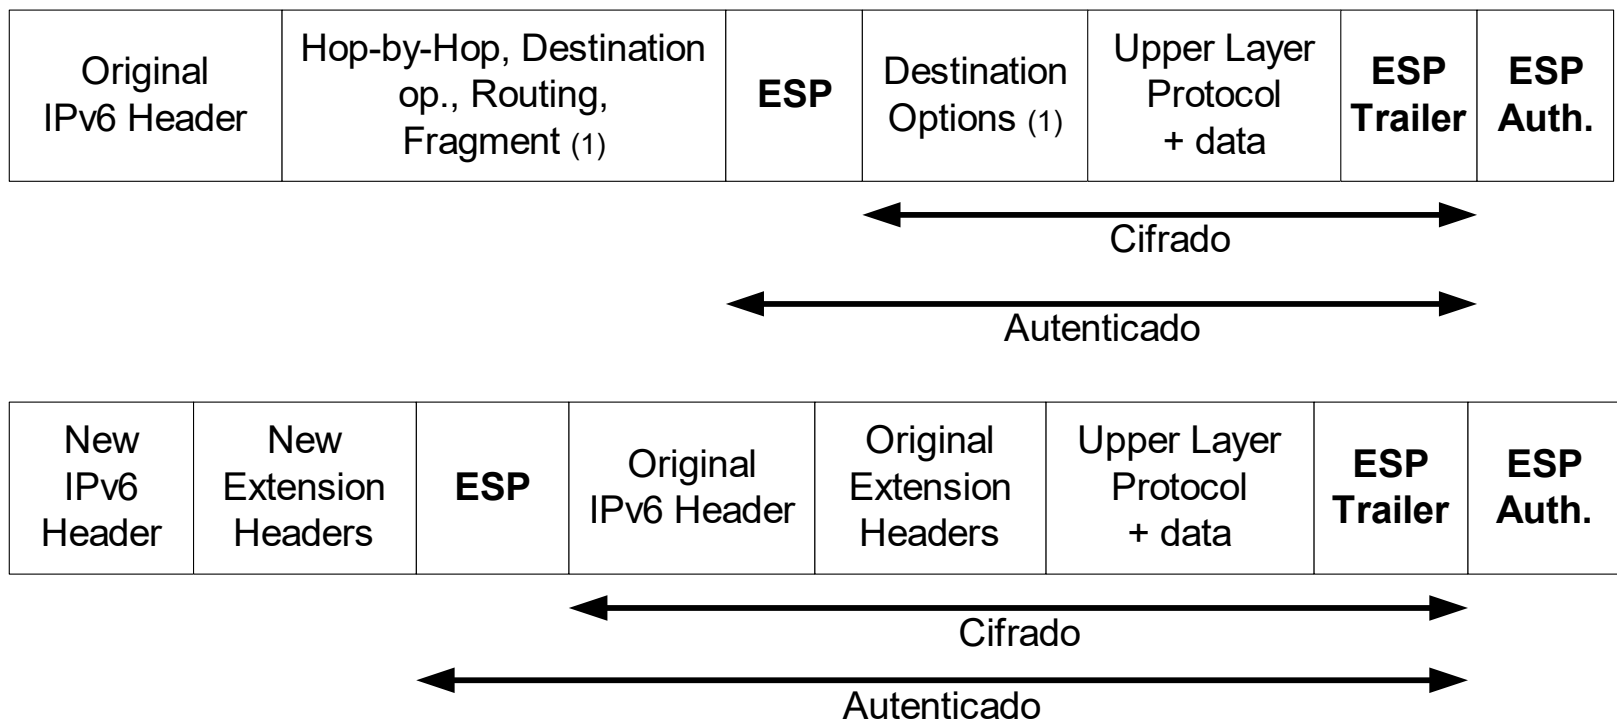 Original
IPv6 Header
Hop-by-Hop, Destination
op., Routing,
Fragment (1)
ESP
Destination
Options (1)
Upper Layer
Protocol
+ data
ESP
Trailer
ESP
Auth.
Cifrado
Autenticado
New
IPv6
Header
New
Extension
Headers
ESP
Original
IPv6 Header
Original
Extension
Headers
Upper Layer
Protocol
+ data
ESP
Trailer
ESP
Auth.
Cifrado
Autenticado